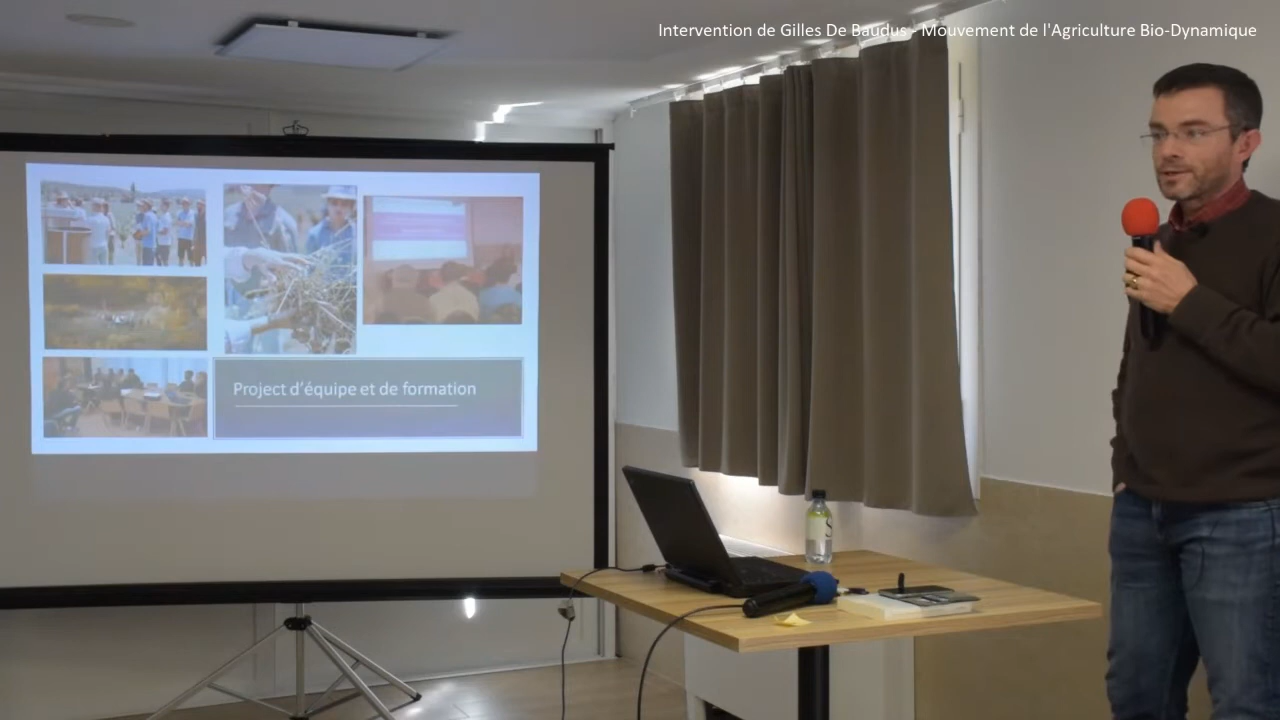 Intervention de Gilles De Baudus - Mouvement de l'Agriculture Bio-Dynamique
Project d'équipe et de formation